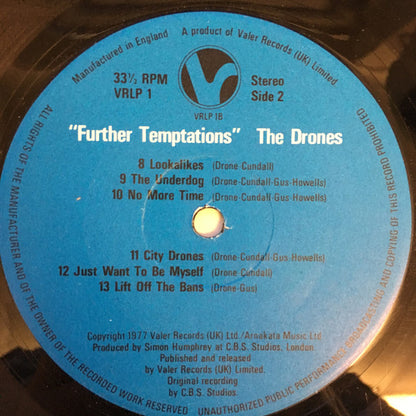 Manufactured in England
A product of Valer Records (UK) Limited
33⅓ RPM
VRLP 1
Stereo
Side 2
VRLP 1B
"Further Temptations" The Drones
8 Lookalikes (Drone-Cundall)
9 The Underdog (Drone-Cundall-Gus-Howells)
10 No More Time (Drone-Cundall-Gus-Howells)
11 City Drones (Drone-Cundall-Gus-Howells)
12 Just Want To Be Myself (Drone Cundall)
13 Lift Off The Bans (Drone-Gus)
Copyright 1977 Valer Records (UK) Ltd./Arnakata Music Ltd.
Produced by Simon Humphrey at C.B.S. Studios, London.
Published and released
by Valer Records (UK) Limited.
Original recording
by C.B.S. Studios.
ALL RIGHTS OF THE MANUFACTURER AND OF THE OWNER OF THE RECORDED WORK RESERVED
UNAUTHORIZED PUBLIC PERFORMANCE BROADCASTING AND COPYING OF THIS RECORD PROHIBITED